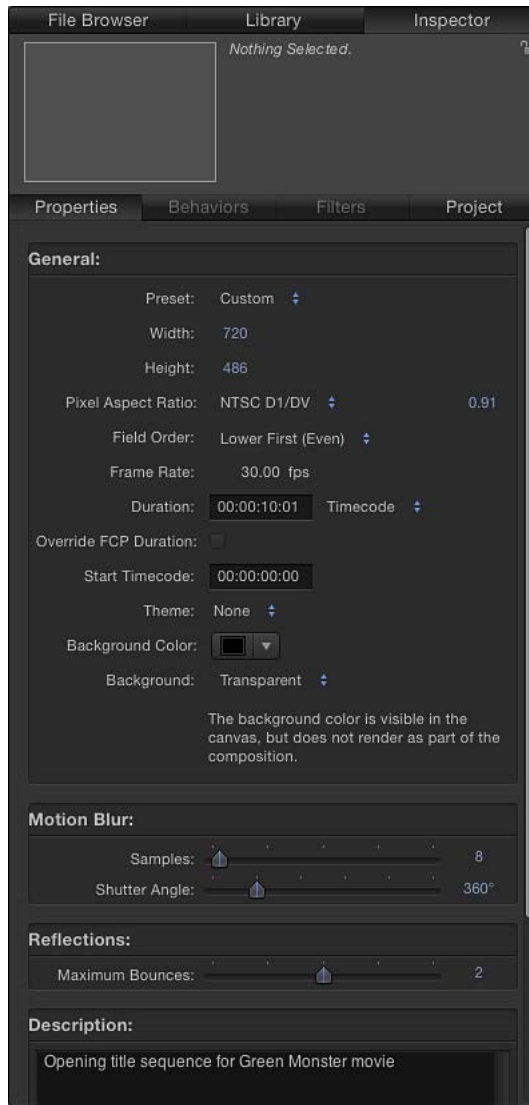 File Browser Library Inspector
Nothing Selected.
Properties Behaviors Filters Project
General:
Preset: Custom
Width: 720
Height: 486
Pixel Aspect Ratio: NTSC D1/DV 0.91
Field Order: Lower First (Even)
Frame Rate: 30.00 fps
Duration: 00:00:10:01 Timecode
Override FCP Duration:
Start Timecode: 00:00:00:00
Theme: None
Background Color:
Background: Transparent
The background color is visible in the
canvas, but does not render as part of the
composition.
Motion Blur:
Samples: 8
Shutter Angle: 360°
Reflections:
Maximum Bounces: 2
Description:
Opening title sequence for Green Monster movie